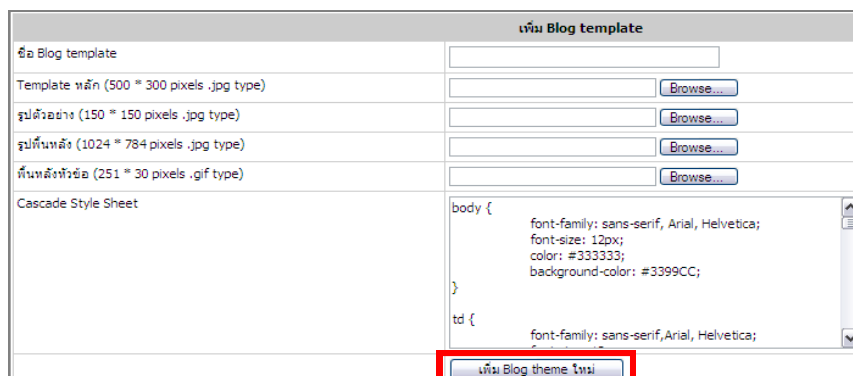 เพิ่ม Blog template
ชื่อ Blog template
Template หลัก (500 * 300 pixels .jpg type)
Browse...
รูปตัวอย่าง (150 * 150 pixels .jpg type)
Browse...
รูปพื้นหลัง (1024 * 784 pixels .jpg type)
Browse...
พื้นหลังหัวข้อ (251 * 30 pixels .gif type)
Browse...
Cascade Style Sheet
body {
font-family: sans-serif, Arial, Helvetica;
font-size: 12px;
color: #333333;
background-color: #3399CC;
}
td {
font-family: sans-serif,Arial, Helvetica;
เพิ่ม Blog theme ใหม่